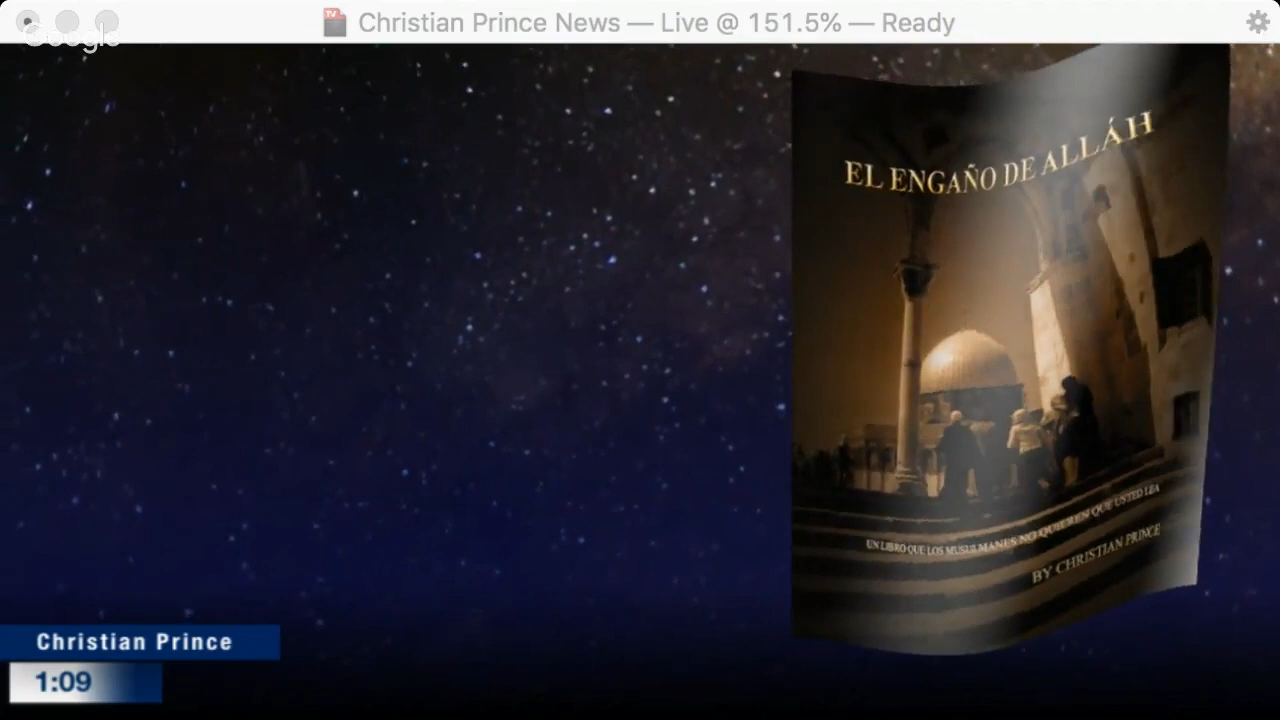 Christian Prince News — Live @ 151.5% — Ready
Google
EL ENGAÑO DE ALLÁH
UN LIBRO QUE LOS MUSULMANES NO QUIEREN QUE USTED LEA
BY CHRISTIAN PRINCE
Christian Prince
1:09